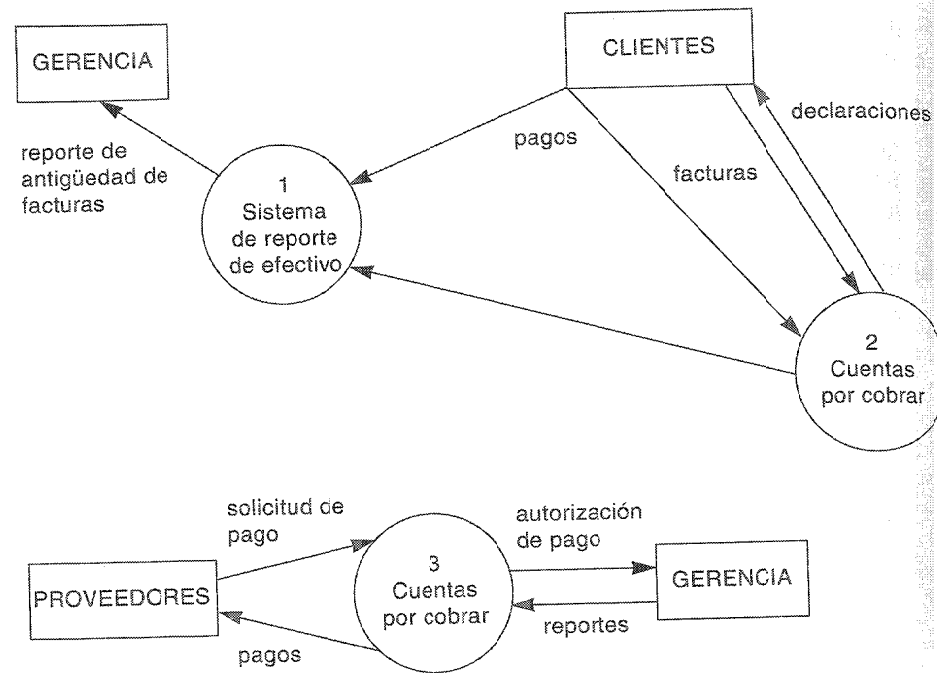 GERENCIA
CLIENTES
declaraciones
pagos
reporte de
antigüedad de
facturas
facturas
1
Sistema
de reporte
de efectivo
2
Cuentas
por cobrar
solicitud de
pago
autorización
de pago
3
Cuentas
por cobrar
PROVEEDORES
GERENCIA
reportes
pagos